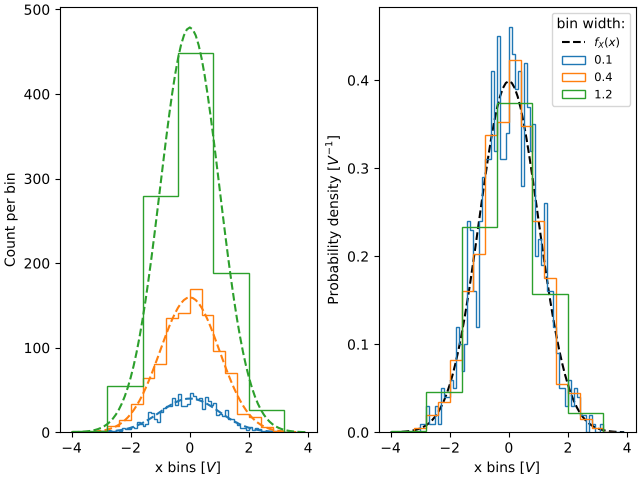 500
400
300
200
100
0
Count per bin
−4 −2 0 2 4
x bins [V]
0.4
0.3
0.2
0.1
0.0
Probability density [V⁻¹]
−4 −2 0 2 4
x bins [V]
bin width:
fₓ(x)
0.1
0.4
1.2